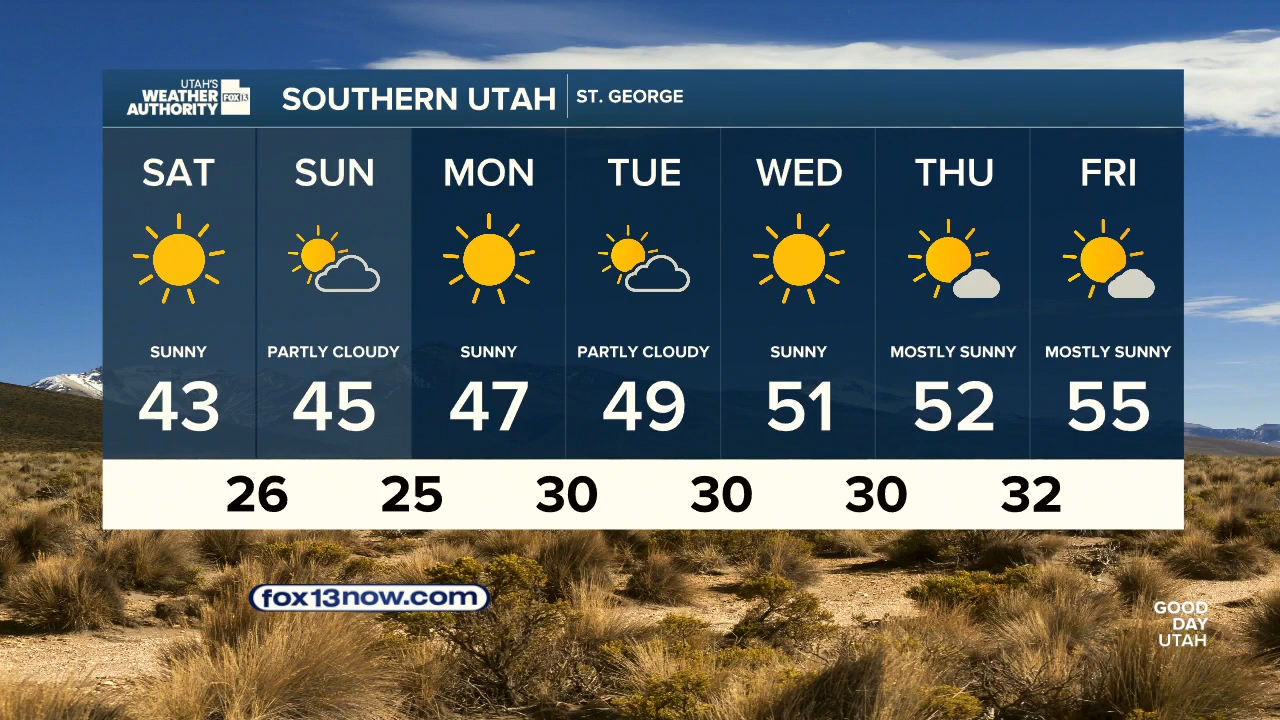 UTAH'S
WEATHER
AUTHORITY
FOX 13
SOUTHERN UTAH
ST. GEORGE
SAT SUN MON TUE WED THU FRI
SUNNY PARTLY CLOUDY SUNNY PARTLY CLOUDY SUNNY MOSTLY SUNNY MOSTLY SUNNY
43 45 47 49 51 52 55
26 25 30 30 30 32
fox13now.com
GOOD
DAY
UTAH